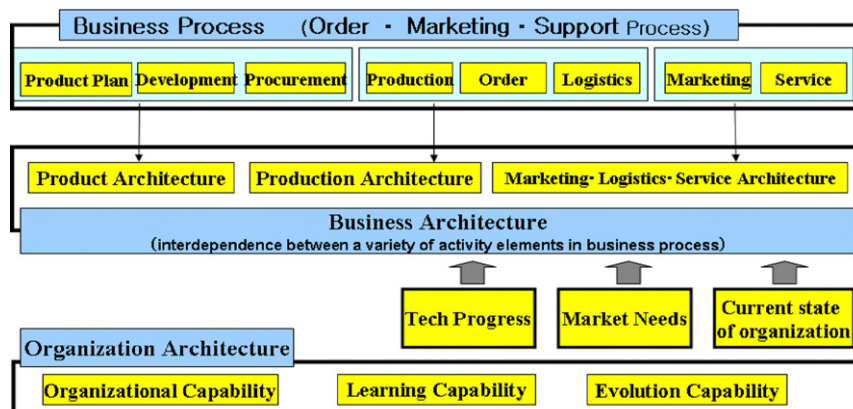 Business Process (Order - Marketing - Support Process)
Product Plan Development Procurement Production Order Logistics Marketing Service
Product Architecture Production Architecture Marketing- Logistics- Service Architecture
Business Architecture
(interdependence between a variety of activity elements in business process)
Tech Progress Market Needs Current state
of organization
Organization Architecture
Organizational Capability Learning Capability Evolution Capability